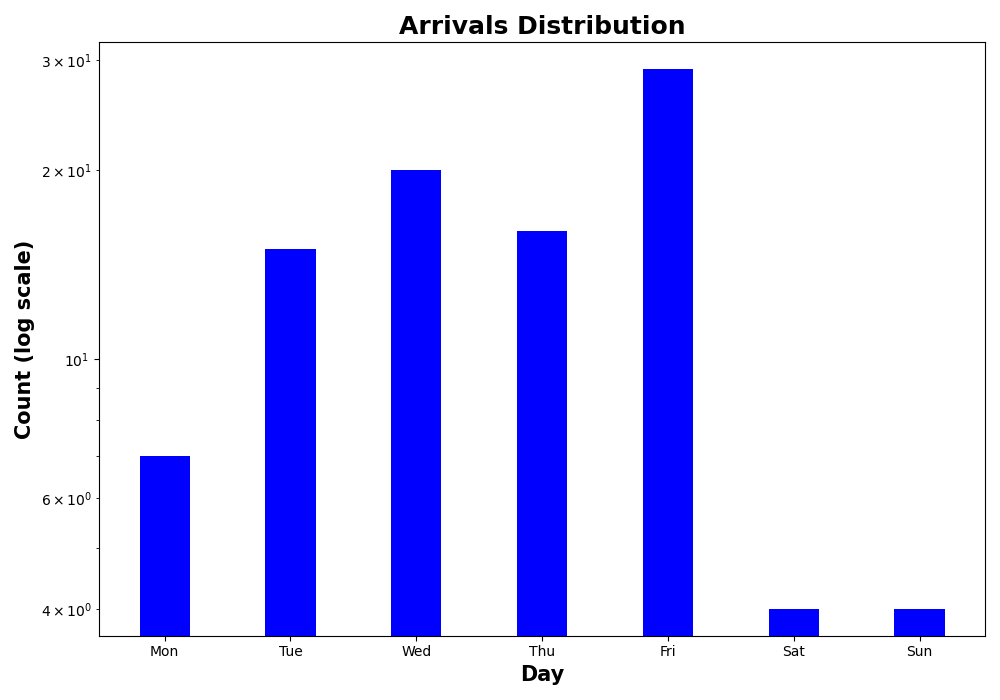 Arrivals Distribution
Count (log scale)
3 × 10¹
2 × 10¹
10¹
6 × 10⁰
4 × 10⁰
Mon Tue Wed Thu Fri Sat Sun
Day